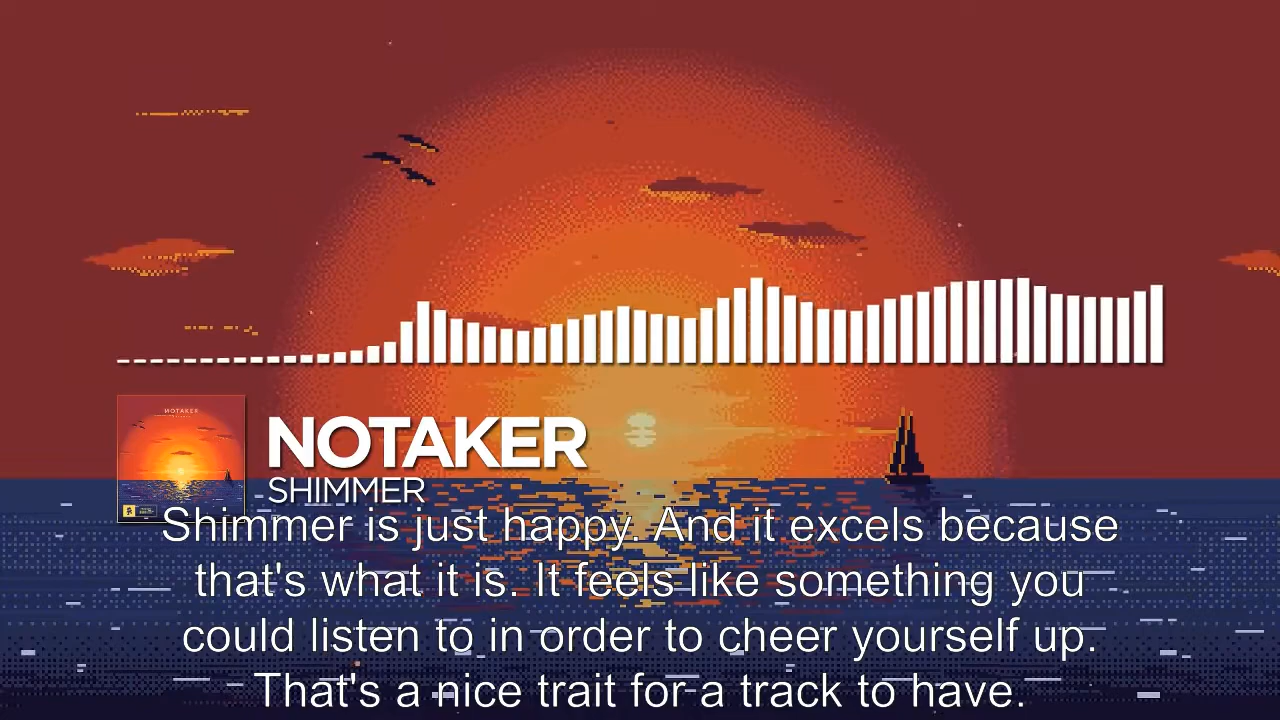 NOTAKER
NOTAKER
SHIMMER
Shimmer is just happy. And it excels because
that's what it is. It feels like something you
could listen to in order to cheer yourself up.
That's a nice trait for a track to have.